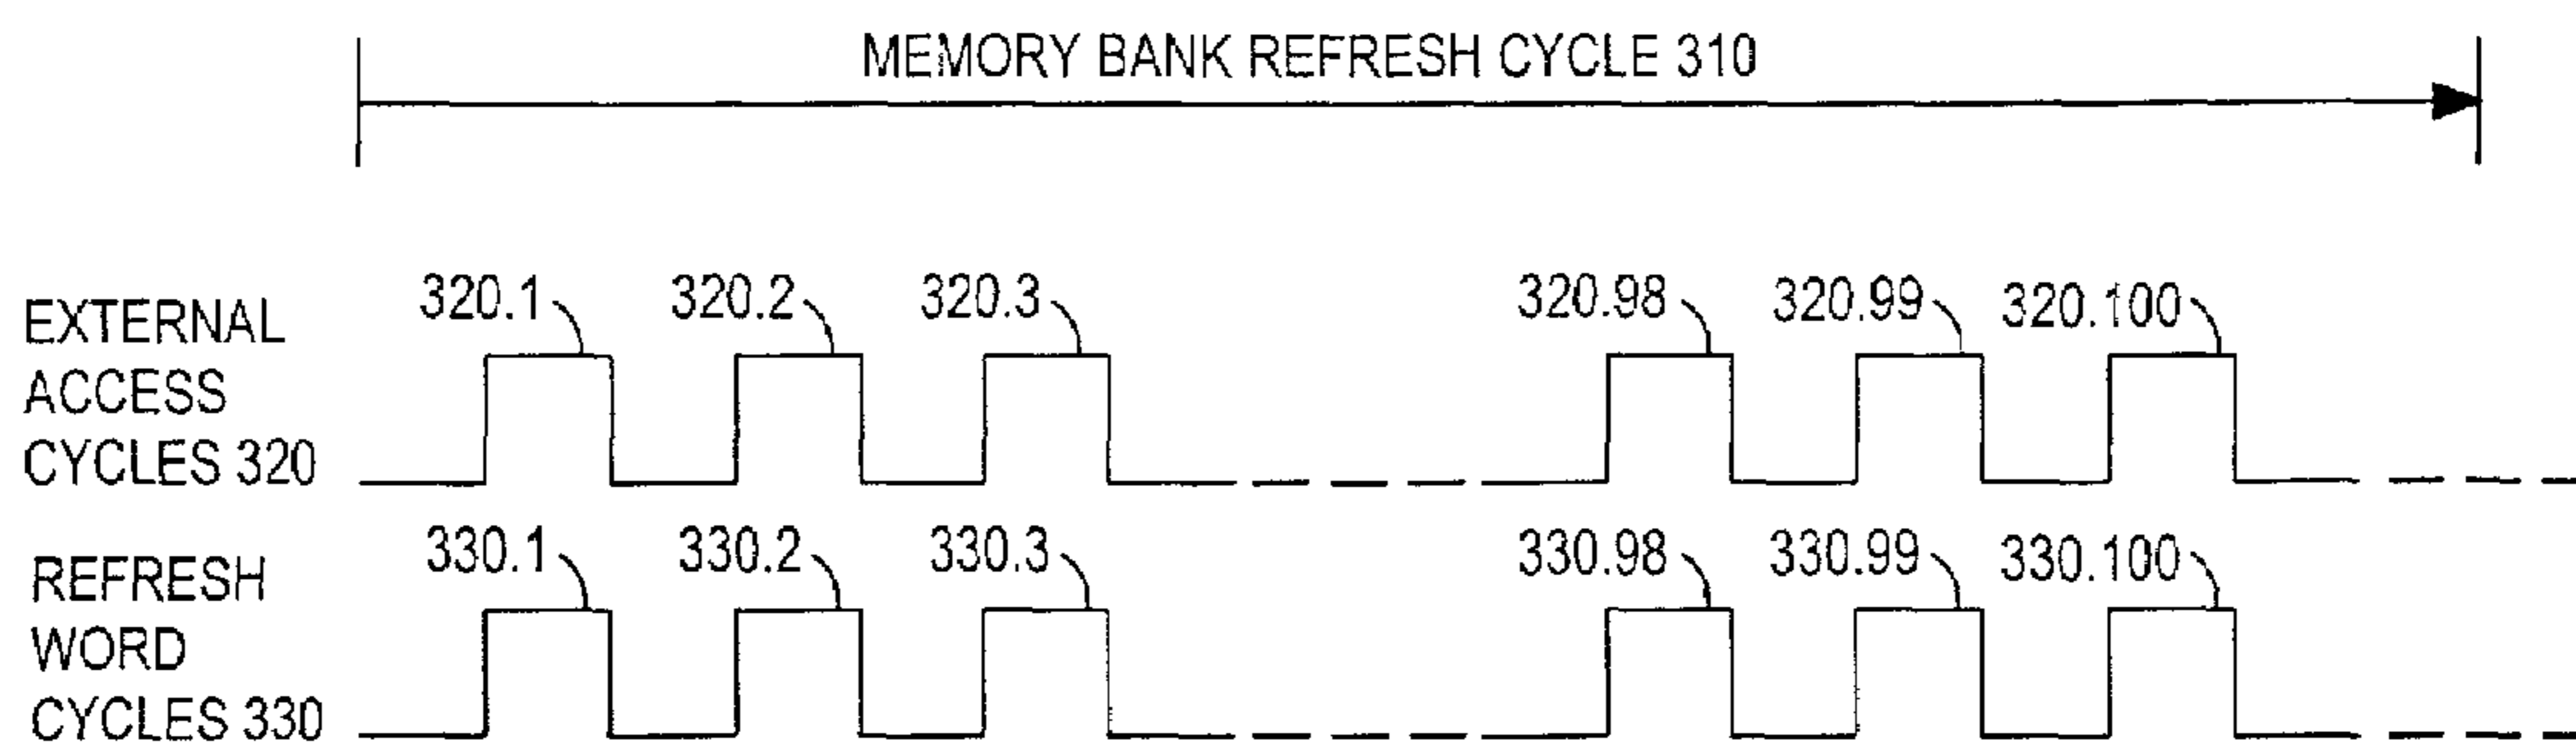 MEMORY BANK REFRESH CYCLE 310
320.1 320.2 320.3 320.98 320.99 320.100
EXTERNAL
ACCESS
CYCLES 320
330.1 330.2 330.3 330.98 330.99 330.100
REFRESH
WORD
CYCLES 330